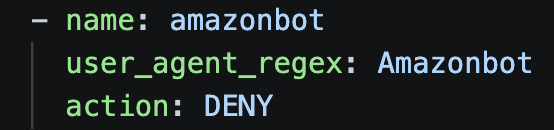 - name: amazonbot
user_agent_regex: Amazonbot
action: DENY